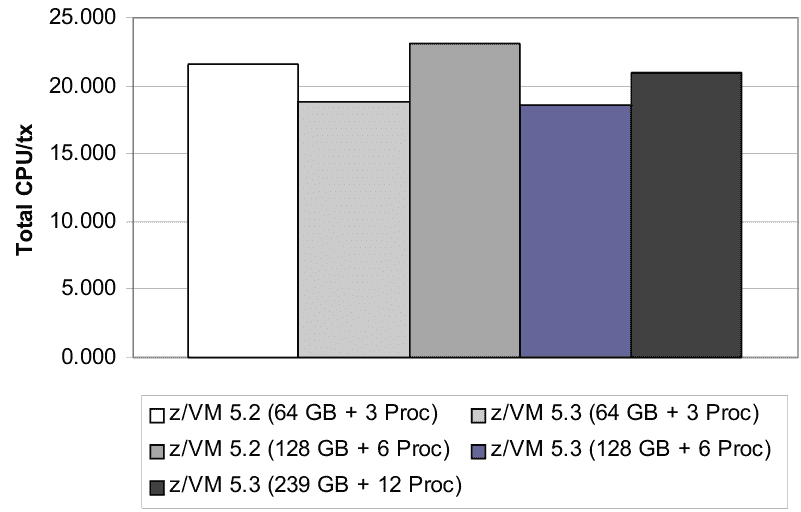 25.000
20.000
15.000
10.000
5.000
0.000
Total CPU/tx
z/VM 5.2 (64 GB + 3 Proc)
z/VM 5.3 (64 GB + 3 Proc)
z/VM 5.2 (128 GB + 6 Proc)
z/VM 5.3 (128 GB + 6 Proc)
z/VM 5.3 (239 GB + 12 Proc)